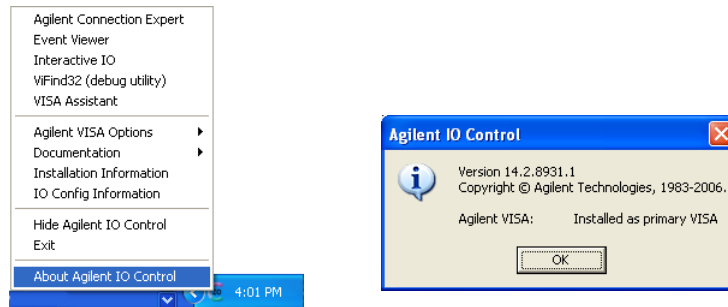 Agilent Connection Expert
Event Viewer
Interactive IO
ViFind32 (debug utility)
VISA Assistant
Agilent VISA Options
Documentation
Installation Information
IO Config Information
Hide Agilent IO Control
Exit
About Agilent IO Control
4:01 PM
Agilent IO Control
Version 14.2.8931.1
Copyright © Agilent Technologies, 1983-2006.
Agilent VISA: Installed as primary VISA
OK